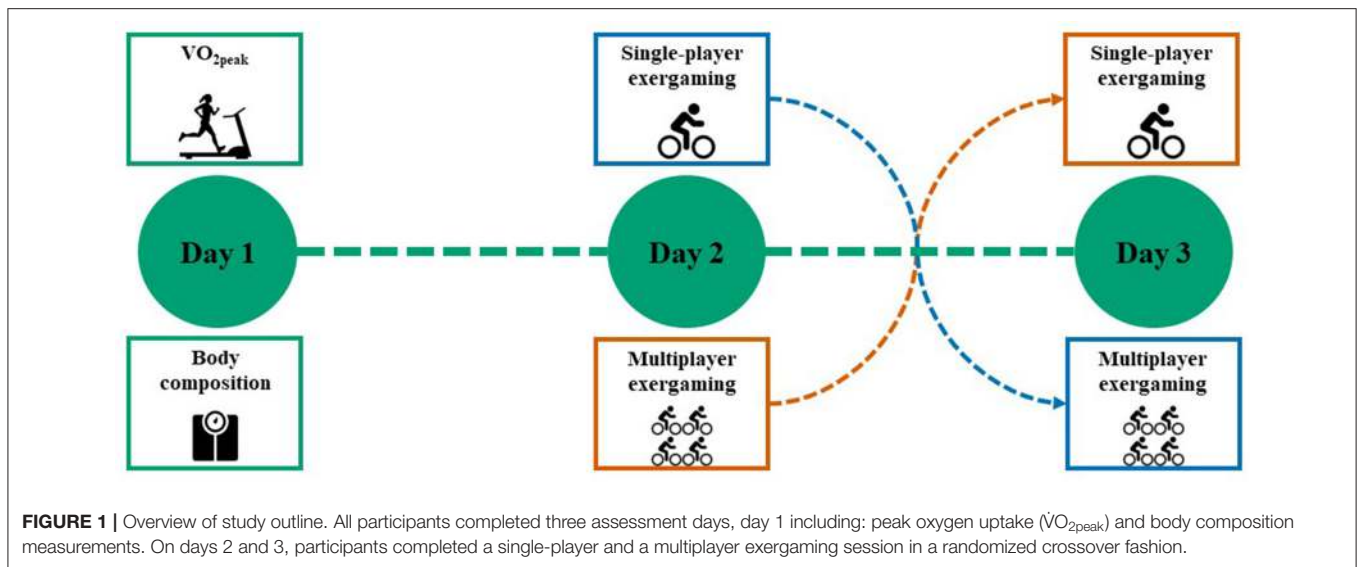 VO2peak
Single-player
exergaming
Single-player
exergaming
Day 1
Day 2
Day 3
Body
composition
Multiplayer
exergaming
Multiplayer
exergaming
FIGURE 1 | Overview of study outline. All participants completed three assessment days, day 1 including: peak oxygen uptake (V̇O2peak) and body composition
measurements. On days 2 and 3, participants completed a single-player and a multiplayer exergaming session in a randomized crossover fashion.